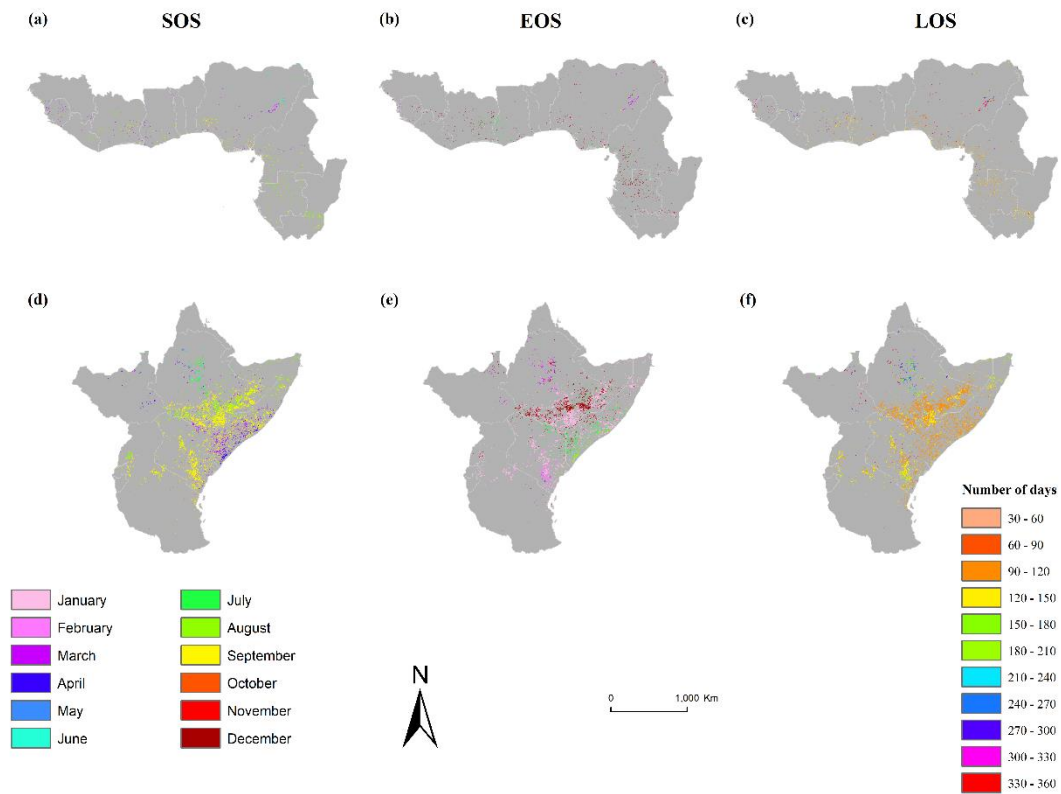 (a) SOS (b) EOS (c) LOS
(d) (e) (f)
Number of days
30 - 60
60 - 90
90 - 120
120 - 150
150 - 180
180 - 210
210 - 240
240 - 270
270 - 300
300 - 330
330 - 360
January July
February August
March September
April October
May November
June December
N
0 1,000 Km